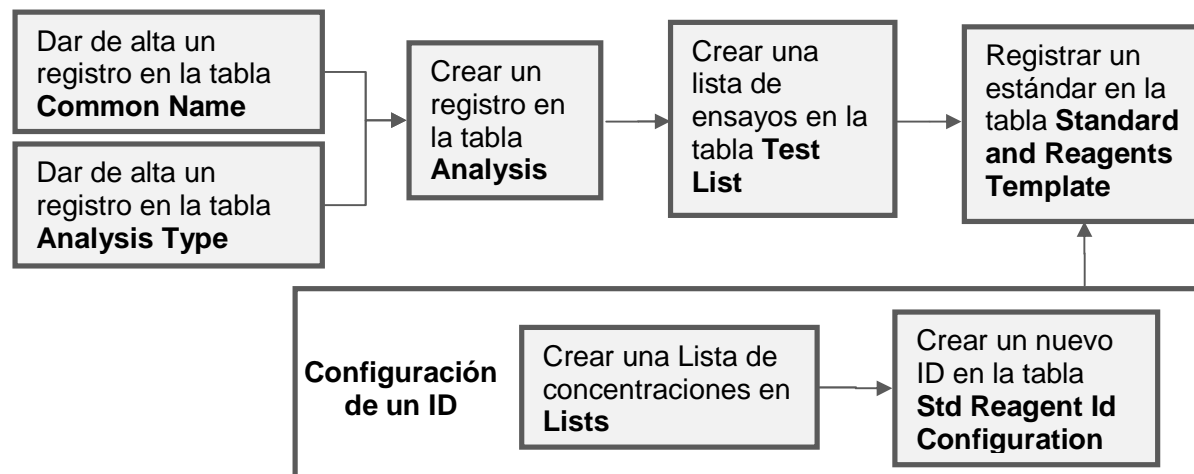 Dar de alta un
registro en la tabla
Common Name
Dar de alta un
registro en la tabla
Analysis Type
Crear un
registro en
la tabla
Analysis
Crear una
lista de
ensayos en la
tabla Test
List
Registrar un
estándar en la
tabla Standard
and Reagents
Template
Configuración
de un ID
Crear una Lista de
concentraciones en
Lists
Crear un nuevo
ID en la tabla
Std Reagent Id
Configuration